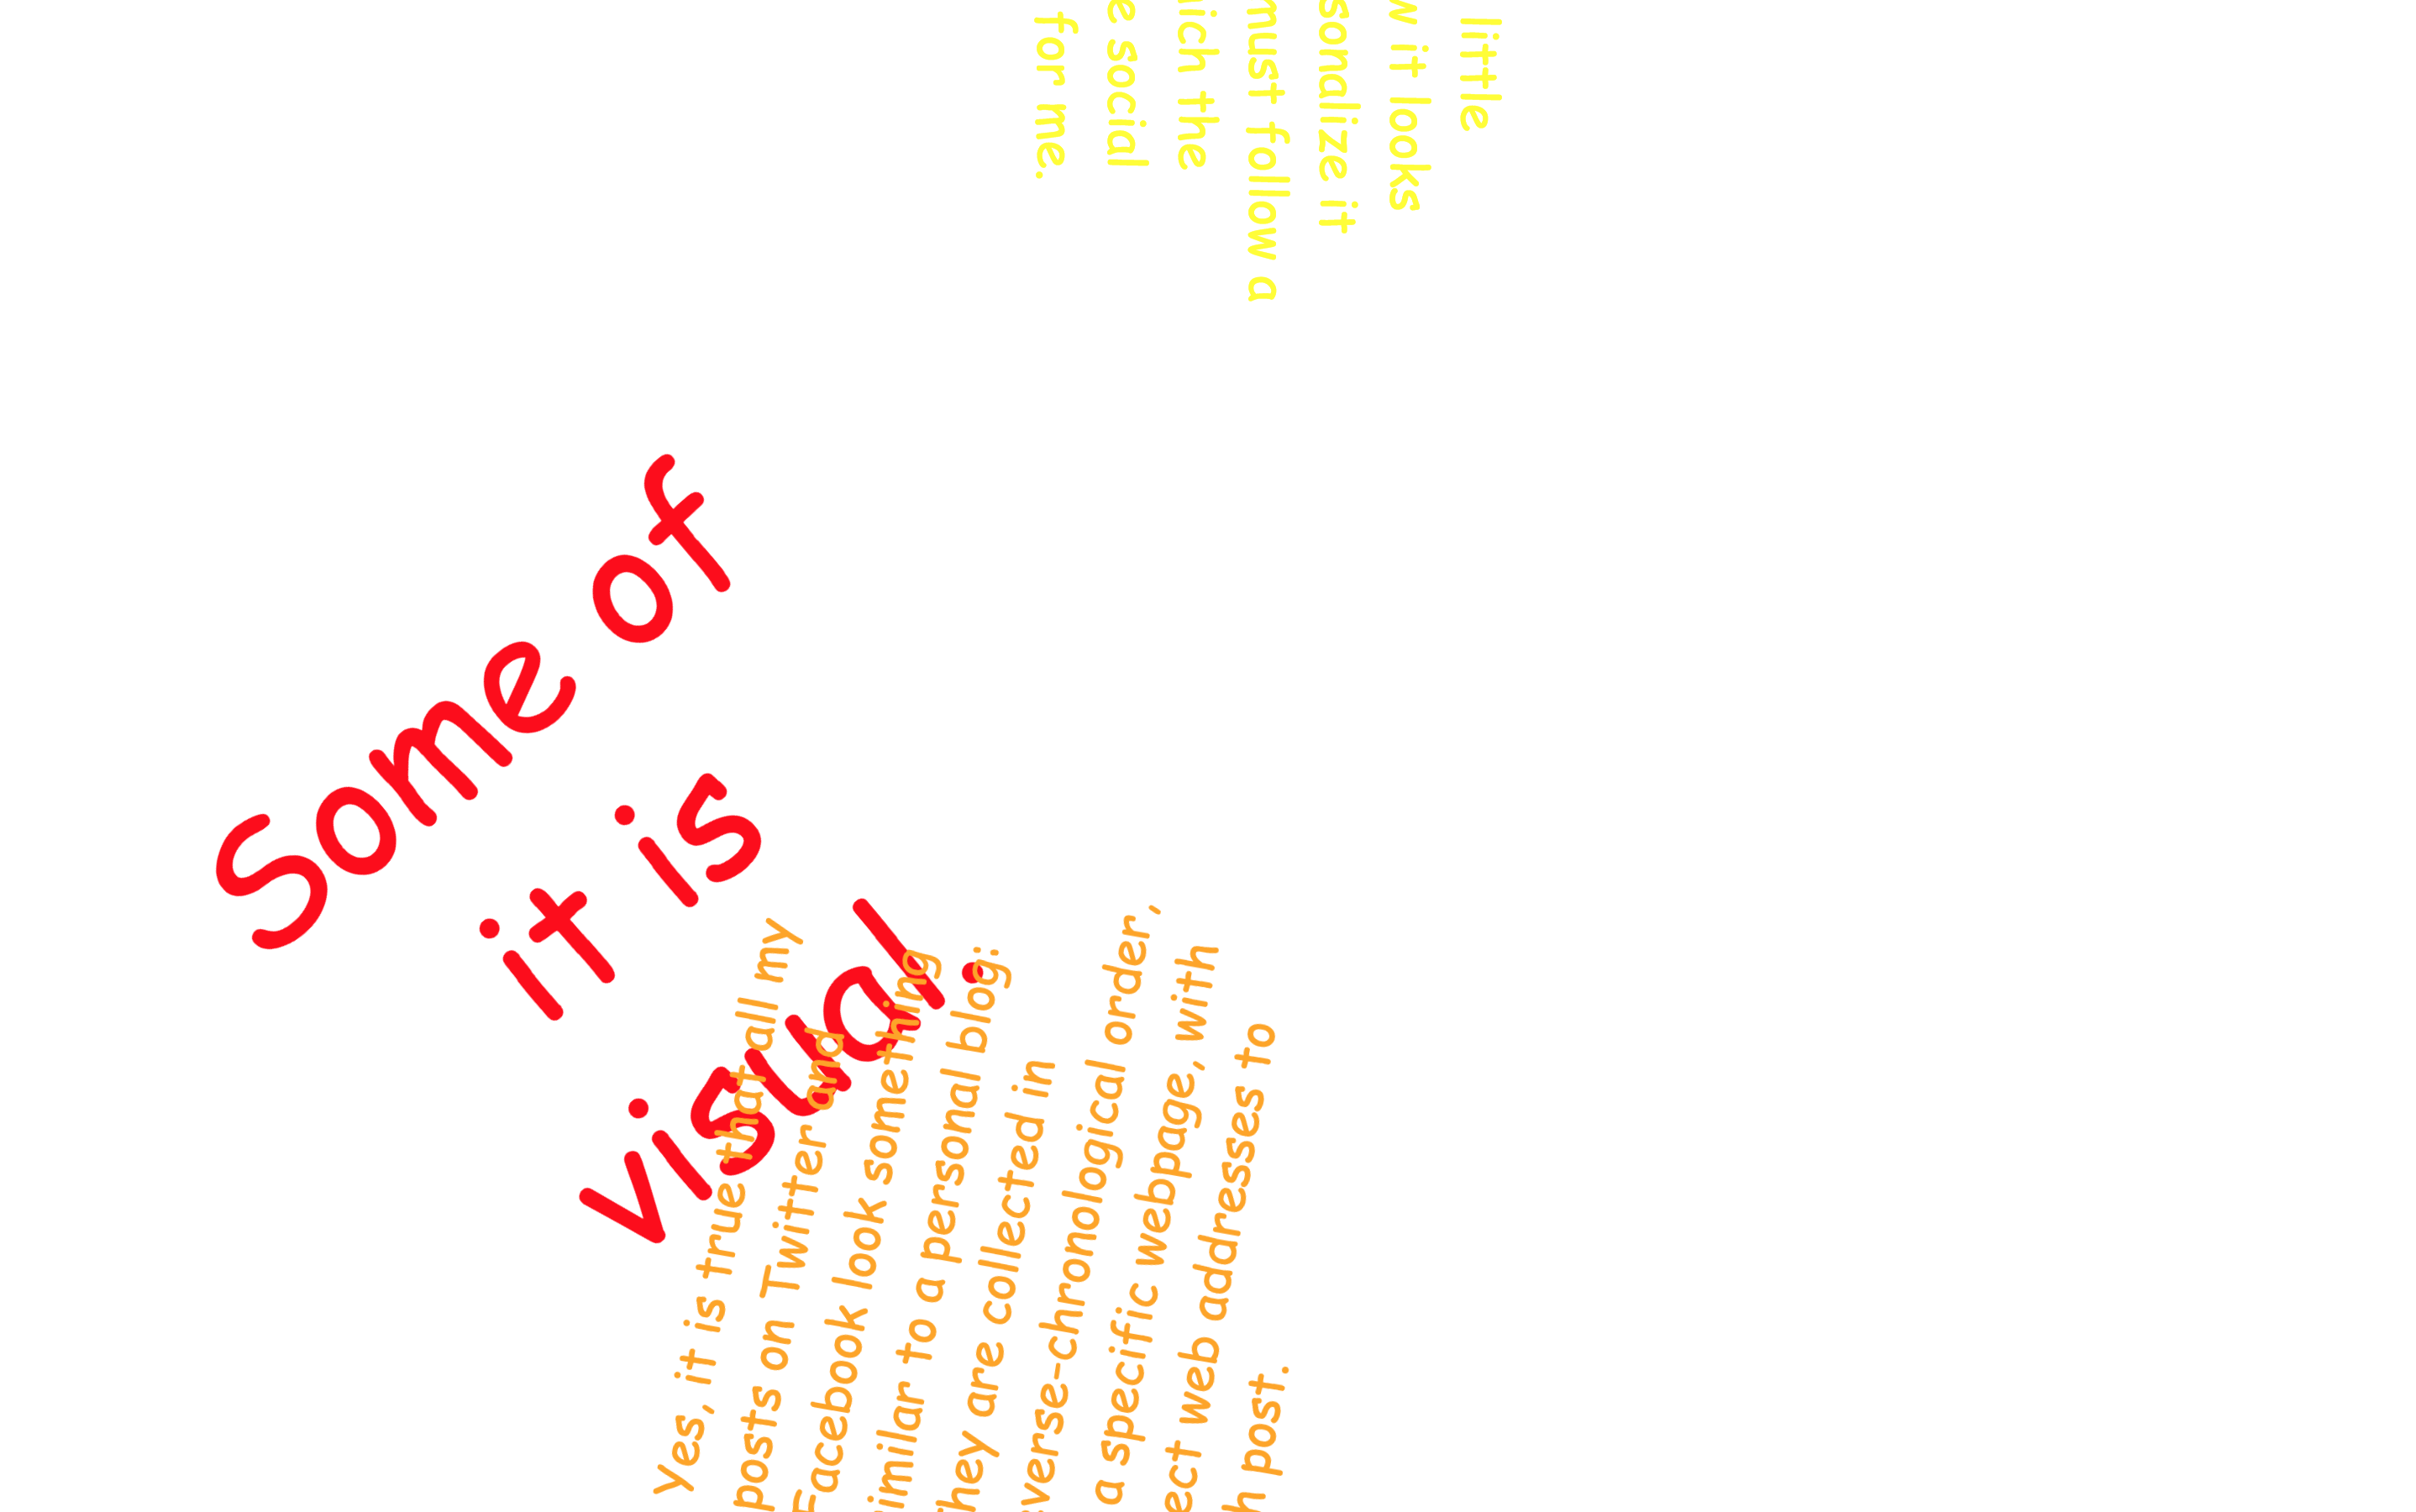 little
w it looks
sonalize it
must follow a
ich the
e social
for me.
Some of
it is
visual.
Yes, it is true that all my
posts on Twitter and
Facebook look something
imilar to a personal blog:
hey are collected in
verse-chronological order,
a specific webpage, with
ect web addresses to
h post.